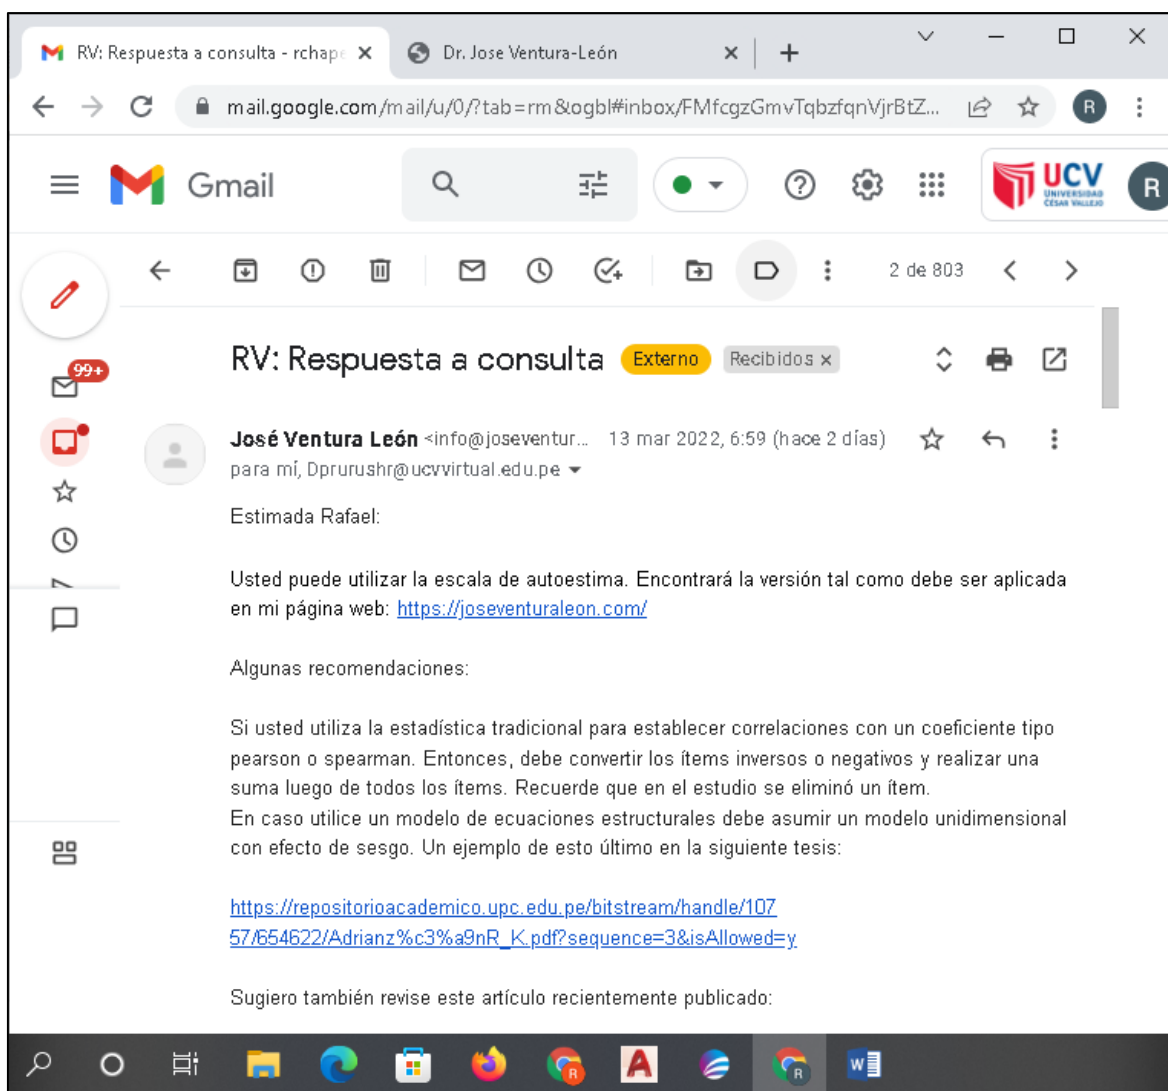 RV: Respuesta a consulta - rchape
Dr. Jose Ventura-León
mail.google.com/mail/u/0/?tab=rm&ogbl#inbox/FMfcgzGmvTqbzfqnVjrBtZ...
R
Gmail
UCV
UNIVERSIDAD
CÉSAR VALLEJO
R
2 de 803
99+
RV: Respuesta a consulta Externo Recibidos x
José Ventura León <info@joseventur... 13 mar 2022, 6:59 (hace 2 días)
para mí, Dprurushr@ucvvirtual.edu.pe
Estimada Rafael:
Usted puede utilizar la escala de autoestima. Encontrará la versión tal como debe ser aplicada
en mi página web: https://joseventuraleon.com/
Algunas recomendaciones:
Si usted utiliza la estadística tradicional para establecer correlaciones con un coeficiente tipo
pearson o spearman. Entonces, debe convertir los ítems inversos o negativos y realizar una
suma luego de todos los ítems. Recuerde que en el estudio se eliminó un ítem.
En caso utilice un modelo de ecuaciones estructurales debe asumir un modelo unidimensional
con efecto de sesgo. Un ejemplo de esto último en la siguiente tesis:
https://repositorioacademico.upc.edu.pe/bitstream/handle/107
57/654622/Adrianz%c3%a9nR_K.pdf?sequence=3&isAllowed=y
Sugiero también revise este artículo recientemente publicado: